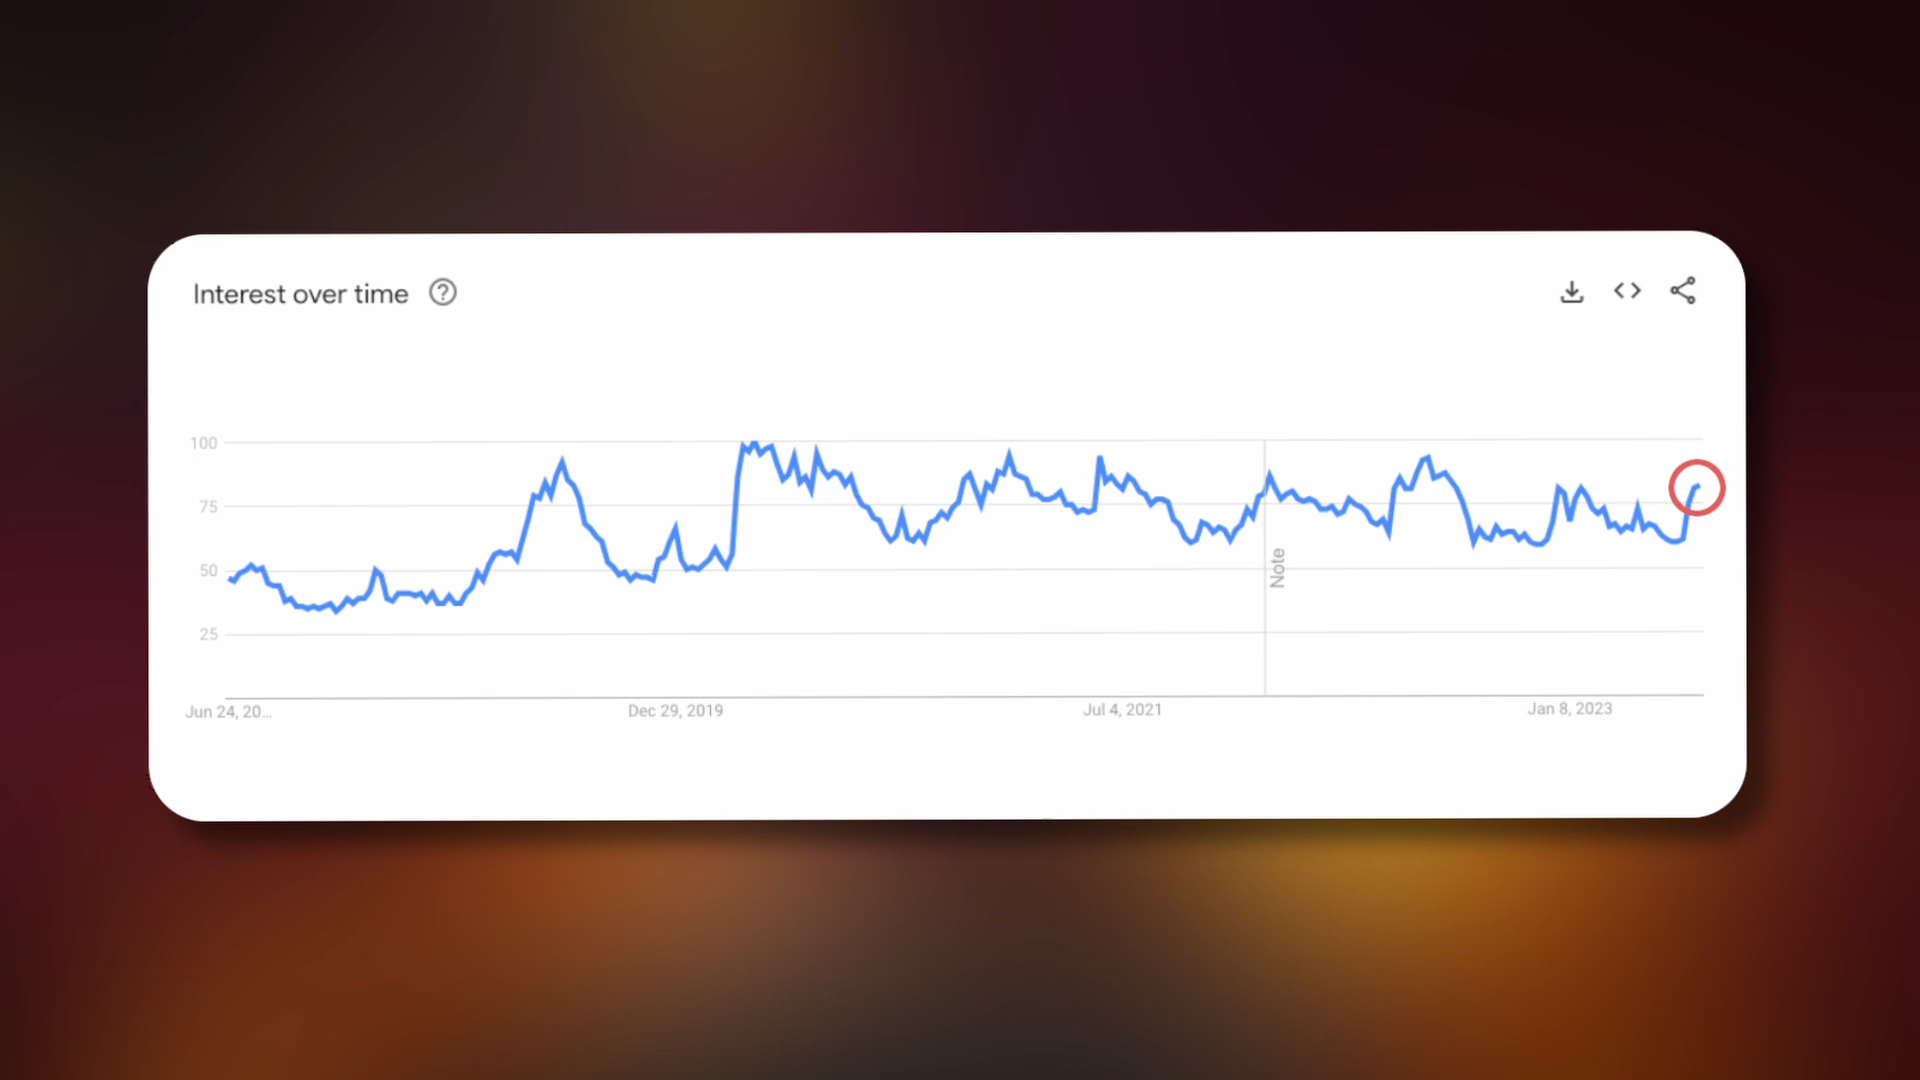 Interest over time ?
100
75
50
25
Note
Jun 24, 20... Dec 29, 2019 Jul 4, 2021 Jan 8, 2023